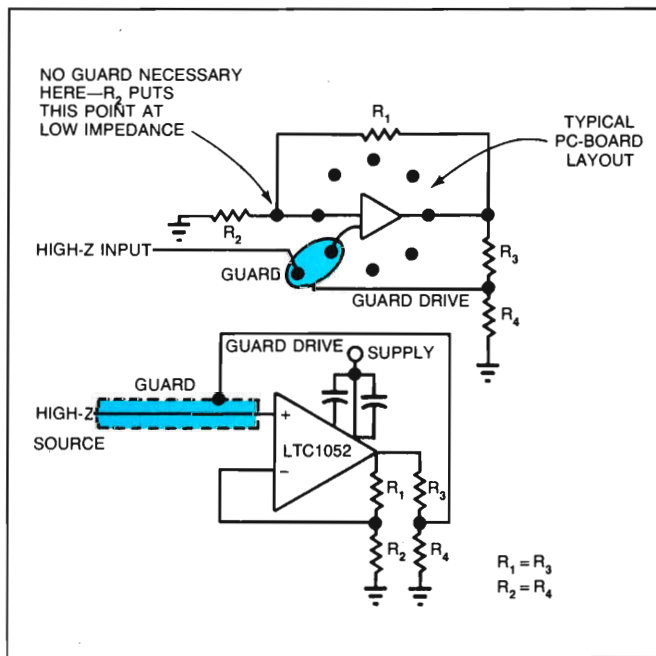 NO GUARD NECESSARY
HERE—R2 PUTS
THIS POINT AT
LOW IMPEDANCE
R1
TYPICAL
PC-BOARD
LAYOUT
R2
HIGH-Z INPUT
GUARD
R3
GUARD DRIVE
R4
GUARD DRIVE
SUPPLY
GUARD
HIGH-Z
SOURCE
+
LTC1052
−
R1
R3
R2
R4
R1 = R3
R2 = R4